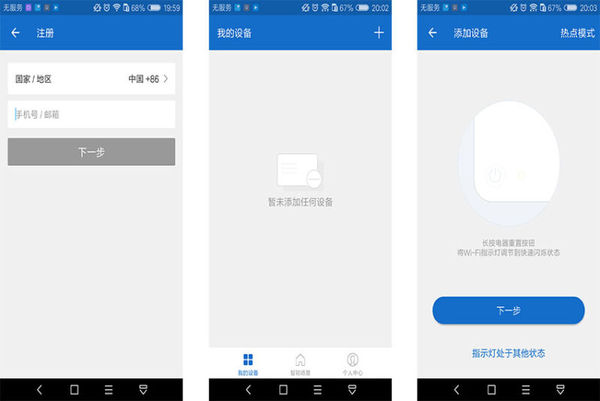 无服务
68%
19:59
注册
国家 / 地区
中国 +86
手机号 / 邮箱
下一步
无服务
67%
20:02
我的设备
暂未添加任何设备
我的设备
智能场景
个人中心
无服务
67%
20:03
添加设备
热点模式
长按电器重置按钮
将Wi-Fi指示灯调节到快速闪烁状态
下一步
指示灯处于其他状态